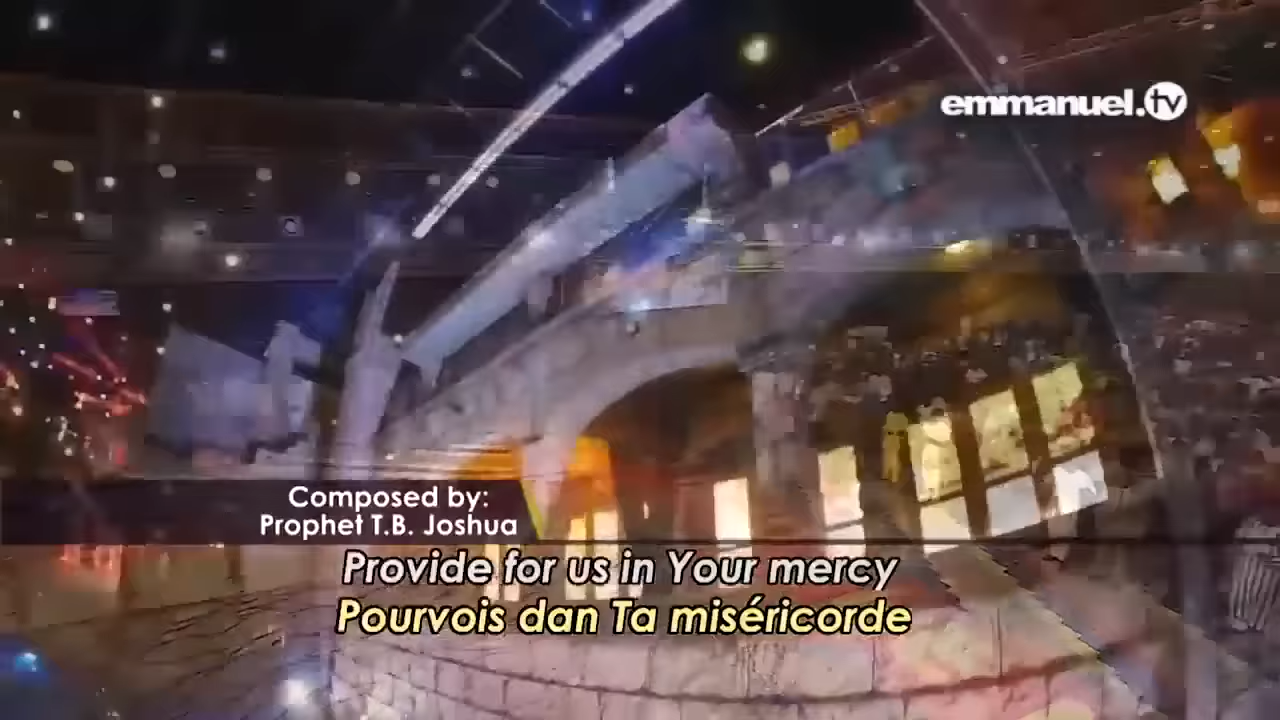 emmanuel.tv
Composed by:
Prophet T.B. Joshua
Provide for us in Your mercy
Pourvois dan Ta miséricorde